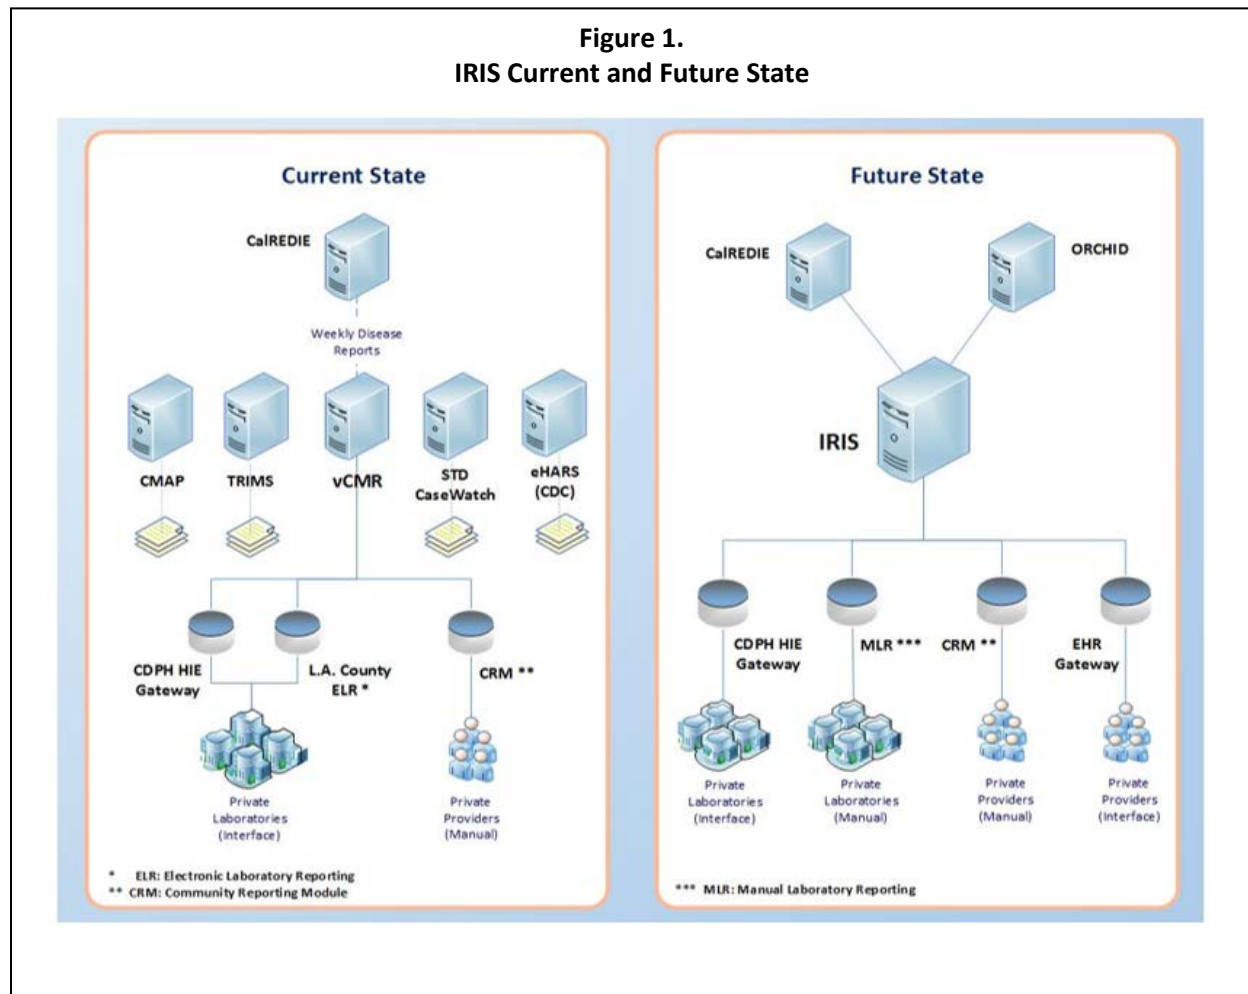 Figure 1.
IRIS Current and Future State
Current State
CalREDIE
Weekly Disease
Reports
CMAP
TRIMS
vCMR
STD
CaseWatch
eHARS
(CDC)
CDPH HIE
Gateway
L.A. County
ELR *
CRM **
Private
Laboratories
(Interface)
Private
Providers
(Manual)
* ELR: Electronic Laboratory Reporting
** CRM: Community Reporting Module
Future State
CalREDIE
ORCHID
IRIS
CDPH HIE
Gateway
MLR ***
CRM **
EHR
Gateway
Private
Laboratories
(Interface)
Private
Laboratories
(Manual)
Private
Providers
(Manual)
Private
Providers
(Interface)
*** MLR: Manual Laboratory Reporting